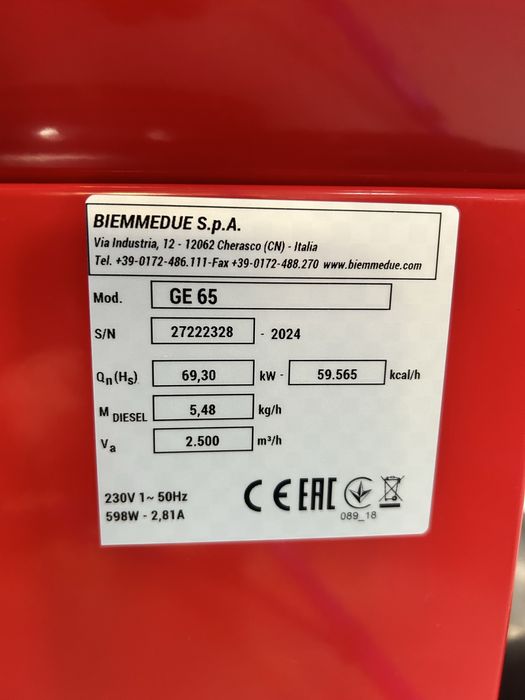 BIEMMEDUE S.p.A.
Via Industria, 12 - 12062 Cherasco (CN) - Italia
Tel. +39-0172-486.111-Fax +39-0172-488.270 www.biemmedue.com
Mod. GE 65
S/N 27222328 - 2024
Qn(Hs) 69,30 kW - 59.565 kcal/h
M DIESEL 5,48 kg/h
Va 2.500 m³/h
230V 1~ 50Hz
598W - 2,81A
CE EAC
089_18